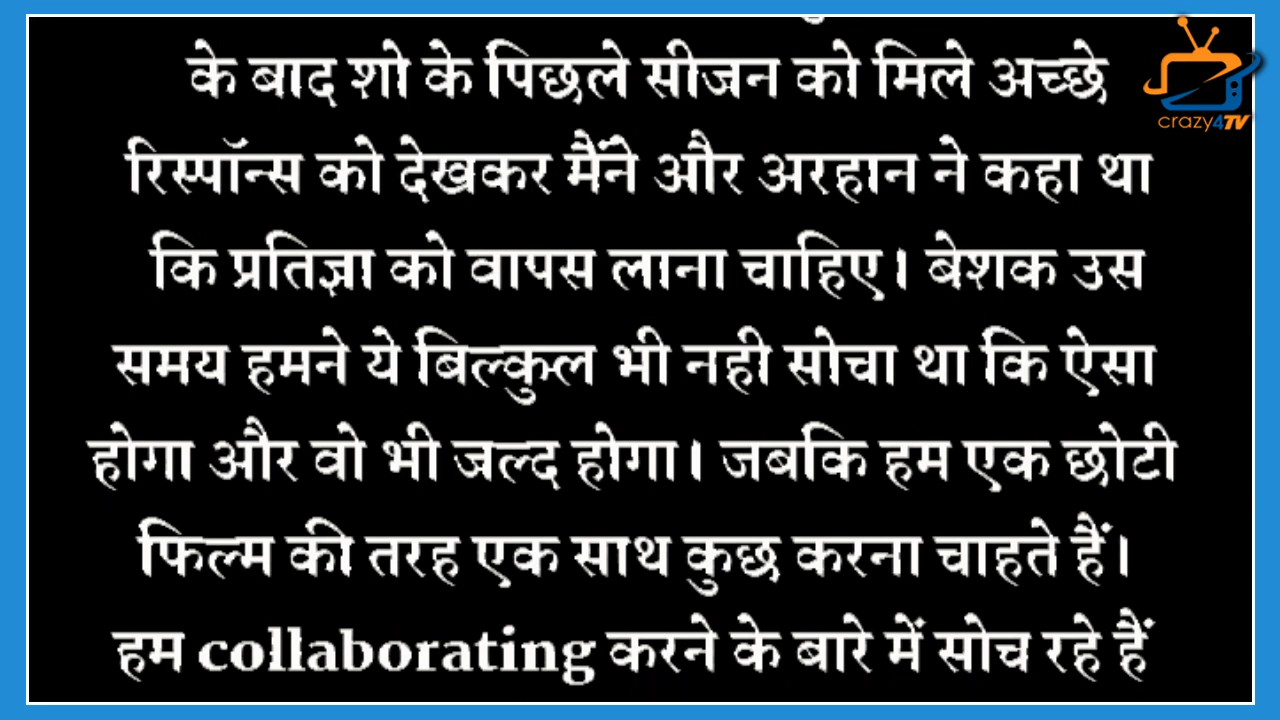 के बाद शो के पिछले सीजन को मिले अच्छे
रिस्पॉन्स को देखकर मैंने और अरहान ने कहा था
कि प्रतिज्ञा को वापस लाना चाहिए। बेशक उस
समय हमने ये बिल्कुल भी नही सोचा था कि ऐसा
होगा और वो भी जल्द होगा। जबकि हम एक छोटी
फिल्म की तरह एक साथ कुछ करना चाहते हैं।
हम collaborating करने के बारे में सोच रहे हैं
crazy4TV